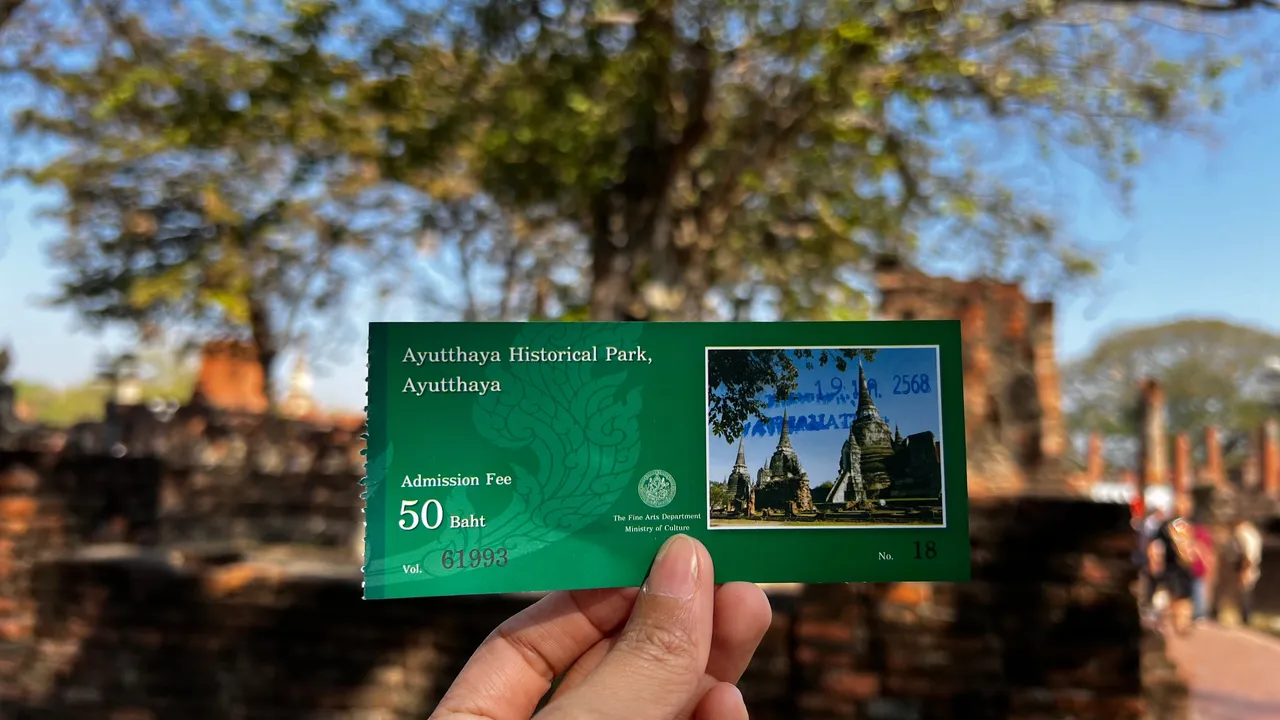 Ayutthaya Historical Park,
Ayutthaya
19 2568
Admission Fee
50 Baht
The Fine Arts Department
Ministry of Culture
Vol. 61993
No. 18